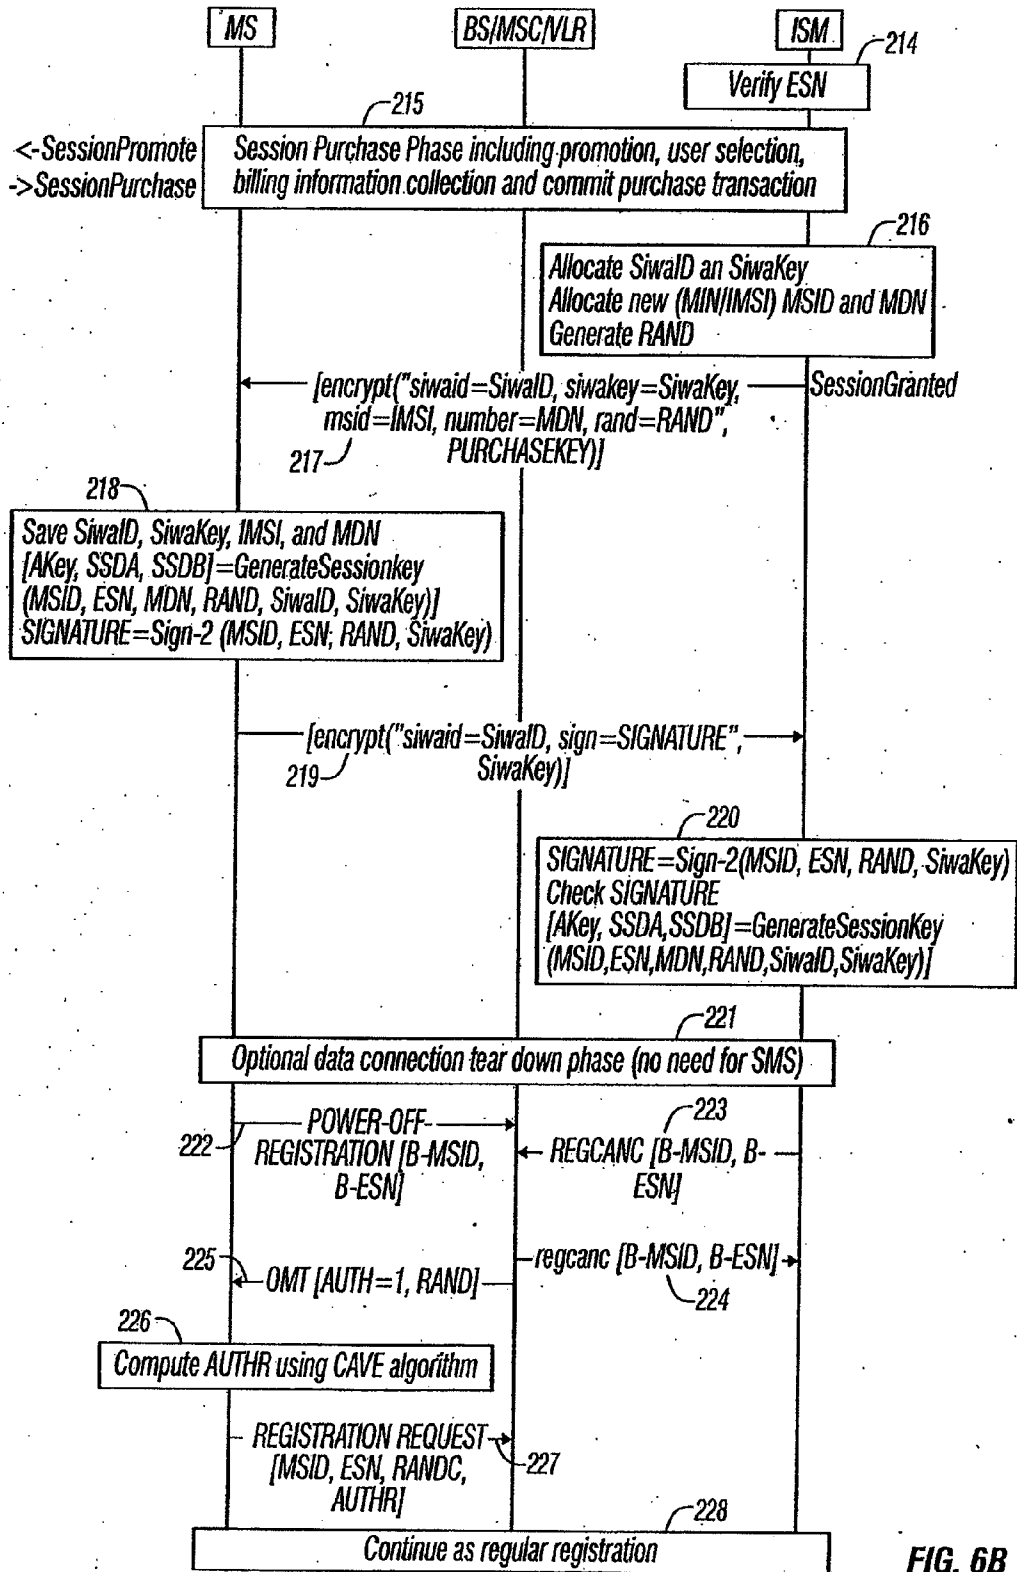 MS
BS/MSC/VLR
ISM
214
Verify ESN
215
<-SessionPromote
->SessionPurchase
Session Purchase Phase including promotion, user selection,
billing information collection and commit purchase transaction
216
Allocate SiwaID an SiwaKey
Allocate new (MIN/IMSI) MSID and MDN
Generate RAND
[encrypt("siwaid=SiwaID, siwakey=SiwaKey,
msid=IMSI, number=MDN, rand=RAND",
PURCHASEKEY)]
SessionGranted
217
218
Save SiwaID, SiwaKey, IMSI, and MDN
[AKey, SSDA, SSDB]=GenerateSessionkey
(MSID, ESN, MDN, RAND, SiwaID, SiwaKey)]
SIGNATURE=Sign-2 (MSID, ESN, RAND, SiwaKey)
[encrypt("siwaid=SiwaID, sign=SIGNATURE",
SiwaKey)]
219
220
SIGNATURE=Sign-2(MSID, ESN, RAND, SiwaKey)
Check SIGNATURE
[AKey, SSDA,SSDB]=GenerateSessionKey
(MSID,ESN,MDN,RAND,SiwaID,SiwaKey)]
221
Optional data connection tear down phase (no need for SMS)
222
POWER-OFF-
REGISTRATION [B-MSID,
B-ESN]
223
REGCANC [B-MSID, B-
ESN]
regcanc [B-MSID, B-ESN]
224
225
OMT [AUTH=1, RAND]
226
Compute AUTHR using CAVE algorithm
REGISTRATION REQUEST
[MSID, ESN, RANDC,
AUTHR]
227
228
Continue as regular registration
FIG. 6B